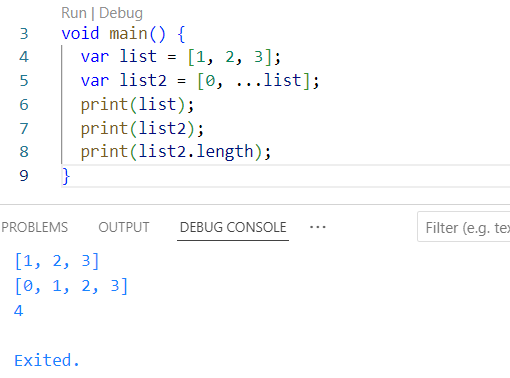 Run | Debug
3 void main() {
4 var list = [1, 2, 3];
5 var list2 = [0, ...list];
6 print(list);
7 print(list2);
8 print(list2.length);
9 }
PROBLEMS OUTPUT DEBUG CONSOLE ··· Filter (e.g. te
[1, 2, 3]
[0, 1, 2, 3]
4
Exited.